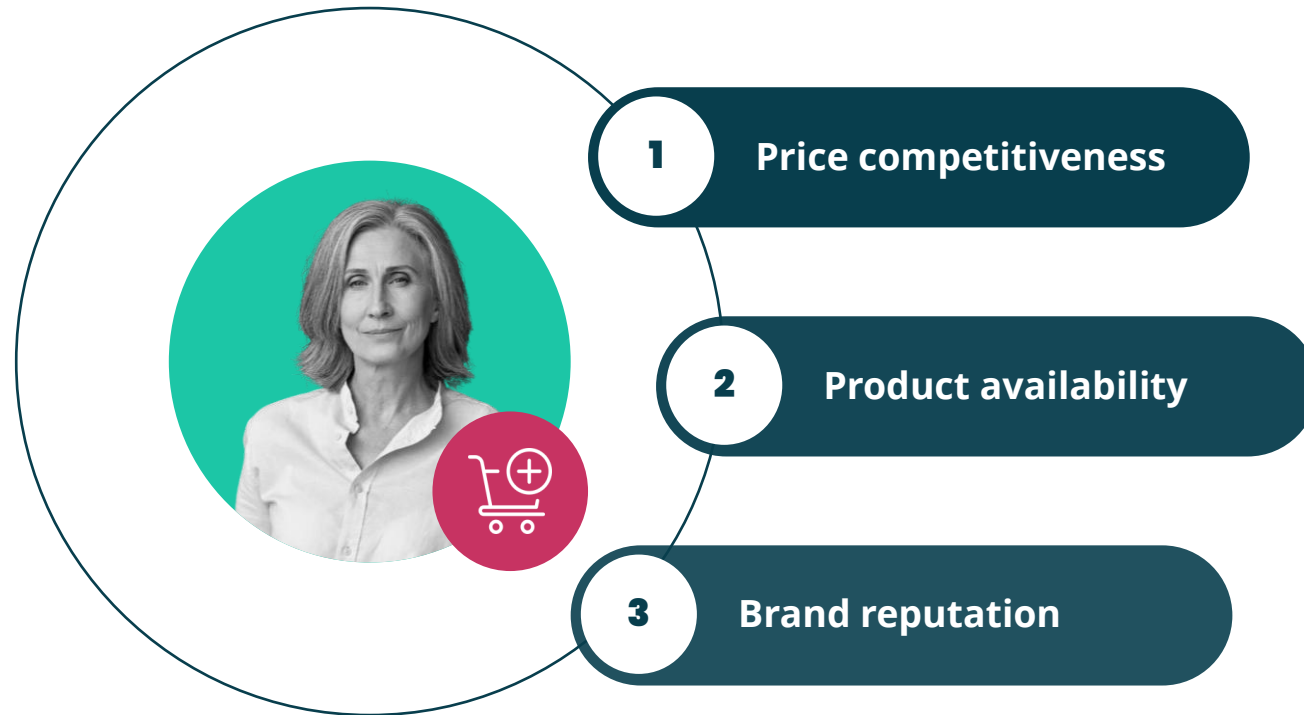 1 Price competitiveness
2 Product availability
3 Brand reputation